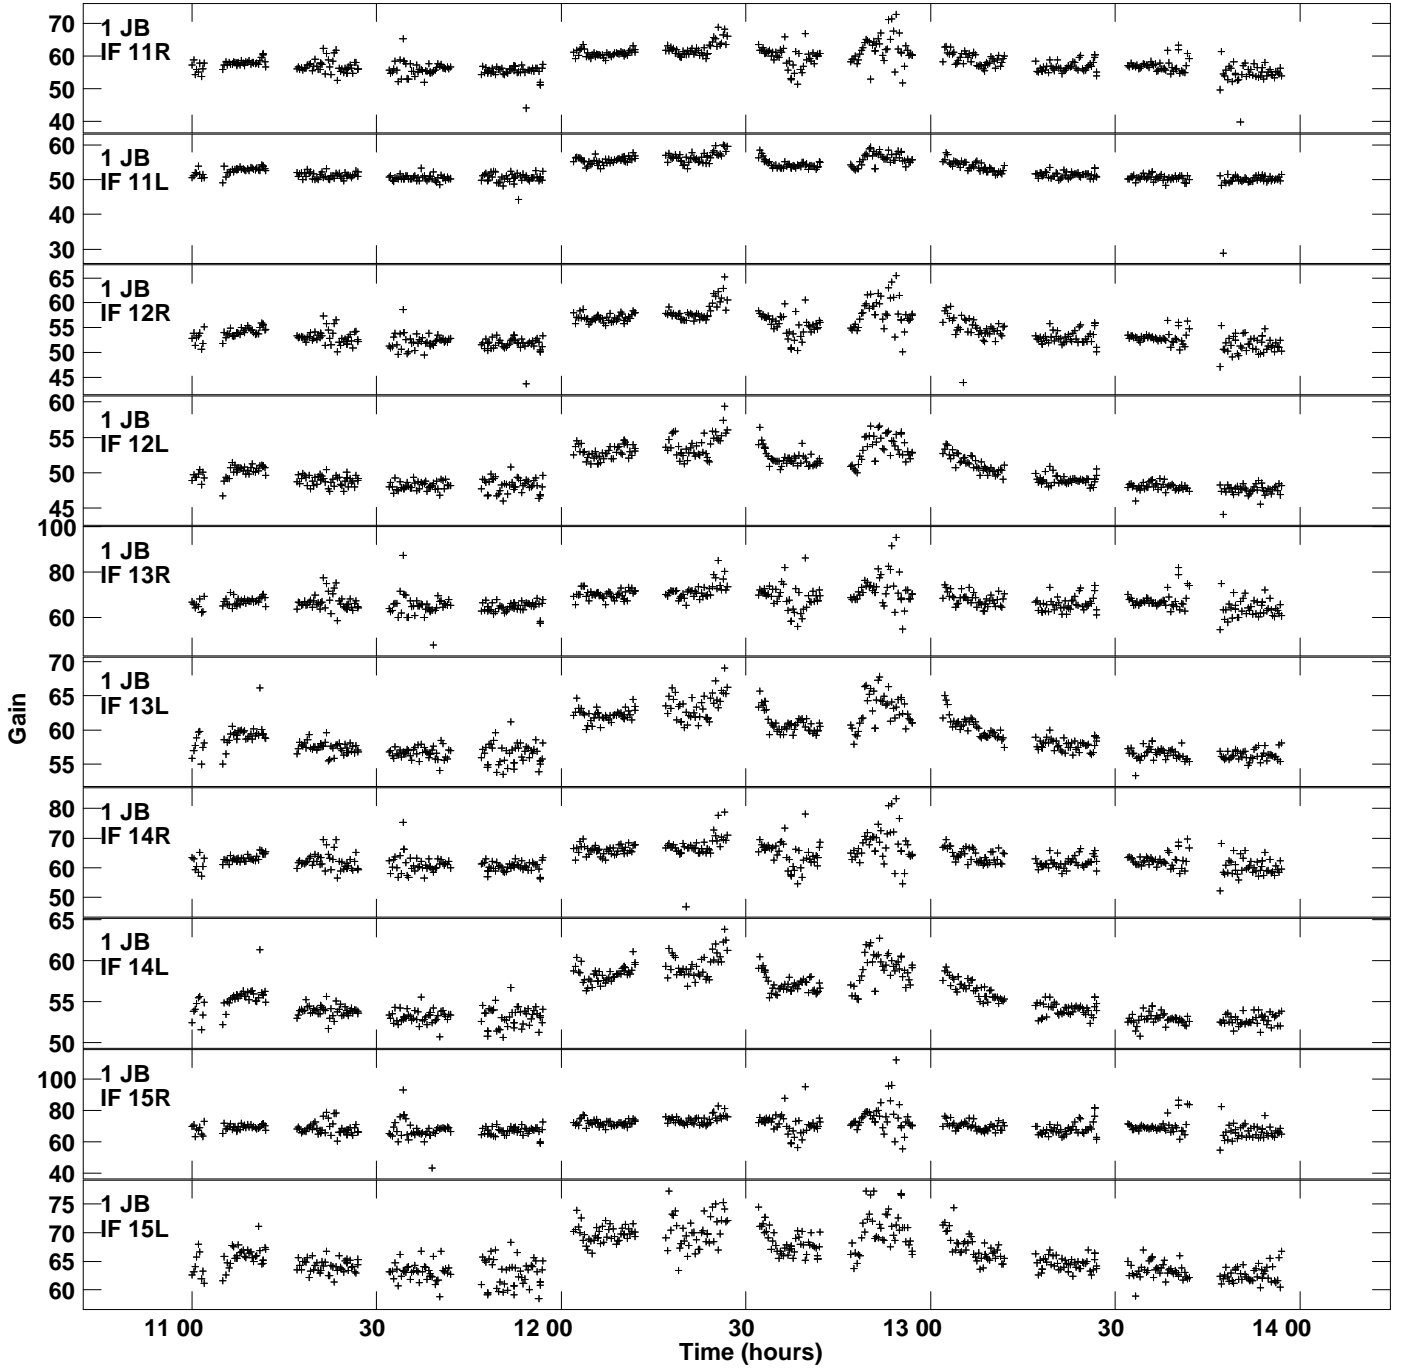 1 JB
IF 11R
70
60
50
40
1 JB
IF 11L
60
50
40
30
1 JB
IF 12R
65
60
55
50
45
1 JB
IF 12L
60
55
50
45
1 JB
IF 13R
100
80
60
1 JB
IF 13L
70
65
60
55
1 JB
IF 14R
80
70
60
50
1 JB
IF 14L
65
60
55
50
1 JB
IF 15R
100
80
60
40
1 JB
IF 15L
75
70
65
60
Gain
11 00 30 12 00 30 13 00 30 14 00
Time (hours)